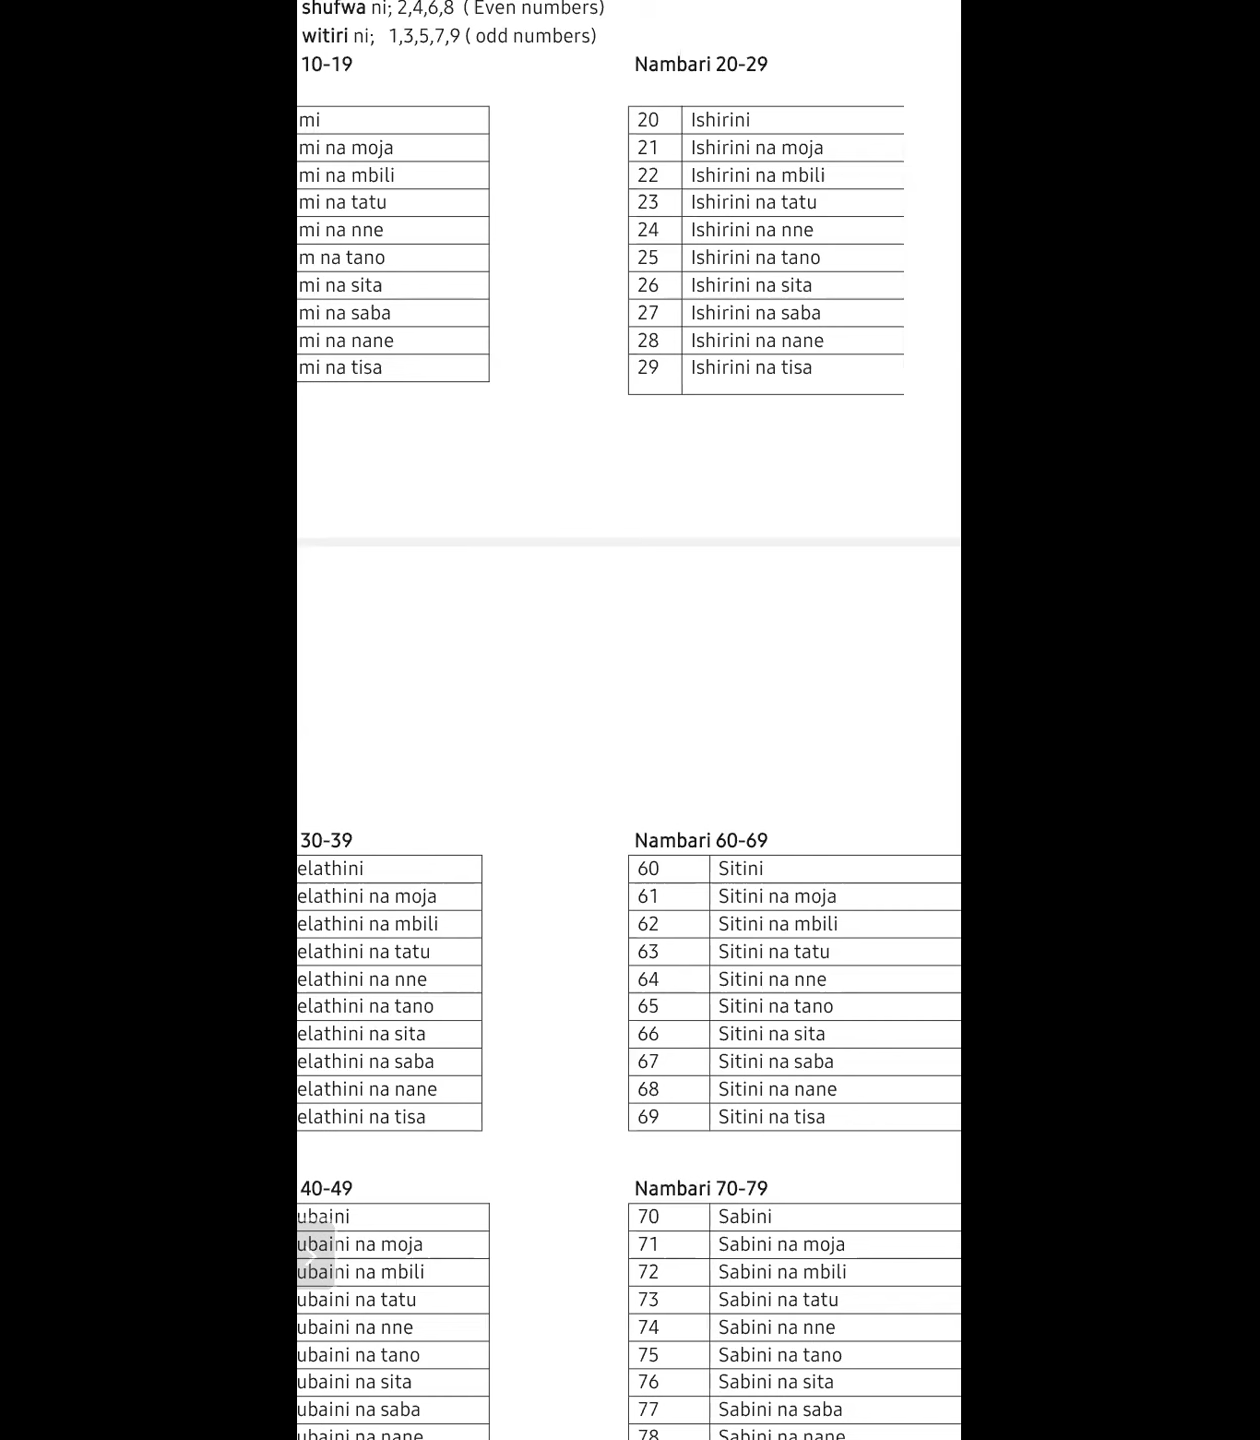 shufwa ni; 2,4,6,8 ( Even numbers)
witiri ni; 1,3,5,7,9 ( odd numbers)
10-19
mi
mi na moja
mi na mbili
mi na tatu
mi na nne
m na tano
mi na sita
mi na saba
mi na nane
mi na tisa
Nambari 20-29
20 Ishirini
21 Ishirini na moja
22 Ishirini na mbili
23 Ishirini na tatu
24 Ishirini na nne
25 Ishirini na tano
26 Ishirini na sita
27 Ishirini na saba
28 Ishirini na nane
29 Ishirini na tisa
30-39
elathini
elathini na moja
elathini na mbili
elathini na tatu
elathini na nne
elathini na tano
elathini na sita
elathini na saba
elathini na nane
elathini na tisa
Nambari 60-69
60 Sitini
61 Sitini na moja
62 Sitini na mbili
63 Sitini na tatu
64 Sitini na nne
65 Sitini na tano
66 Sitini na sita
67 Sitini na saba
68 Sitini na nane
69 Sitini na tisa
40-49
ubaini
ubaini na moja
ubaini na mbili
ubaini na tatu
ubaini na nne
ubaini na tano
ubaini na sita
ubaini na saba
ubaini na nane
Nambari 70-79
70 Sabini
71 Sabini na moja
72 Sabini na mbili
73 Sabini na tatu
74 Sabini na nne
75 Sabini na tano
76 Sabini na sita
77 Sabini na saba
78 Sabini na nane